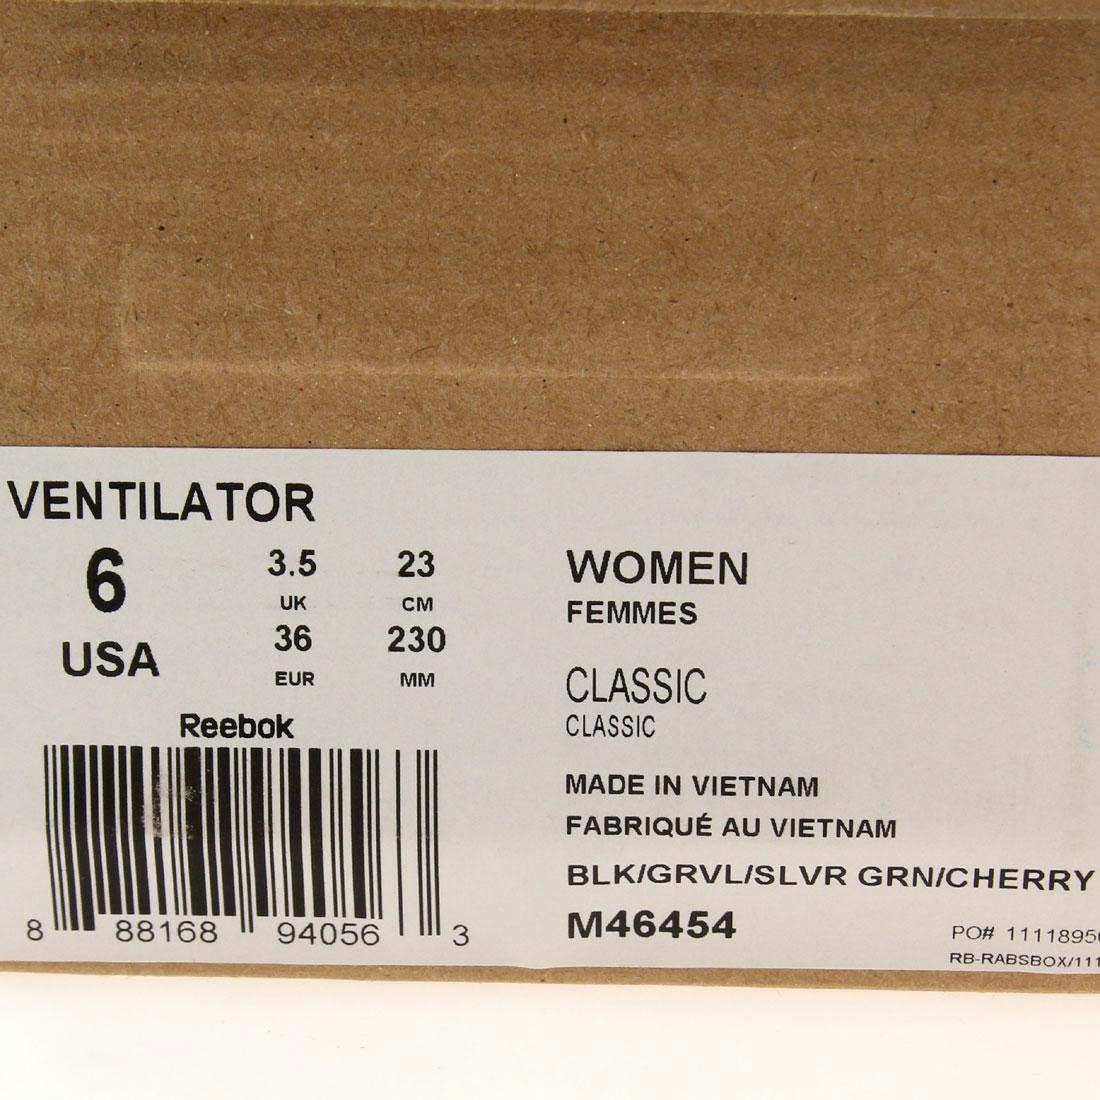 VENTILATOR
6
USA
3.5
UK
36
EUR
23
CM
230
MM
Reebok
8 88168 94056 3
WOMEN
FEMMES
CLASSIC
CLASSIC
MADE IN VIETNAM
FABRIQUÉ AU VIETNAM
BLK/GRVL/SLVR GRN/CHERRY
M46454
PO#